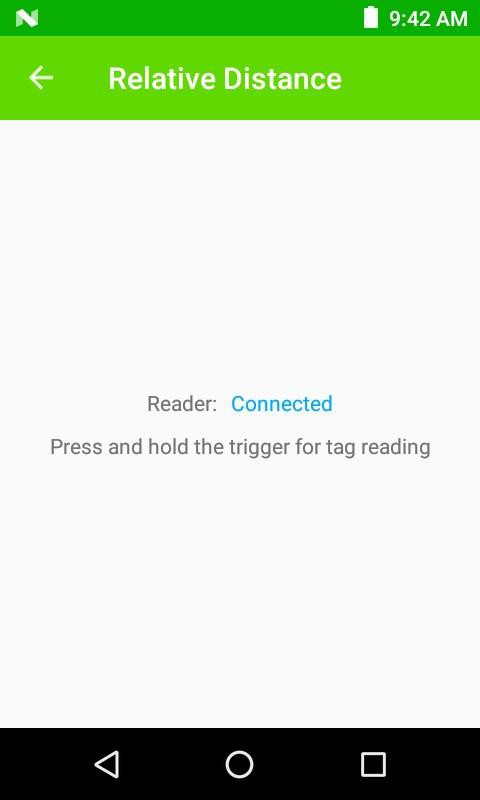 9:42 AM
Relative Distance
Reader: Connected
Press and hold the trigger for tag reading